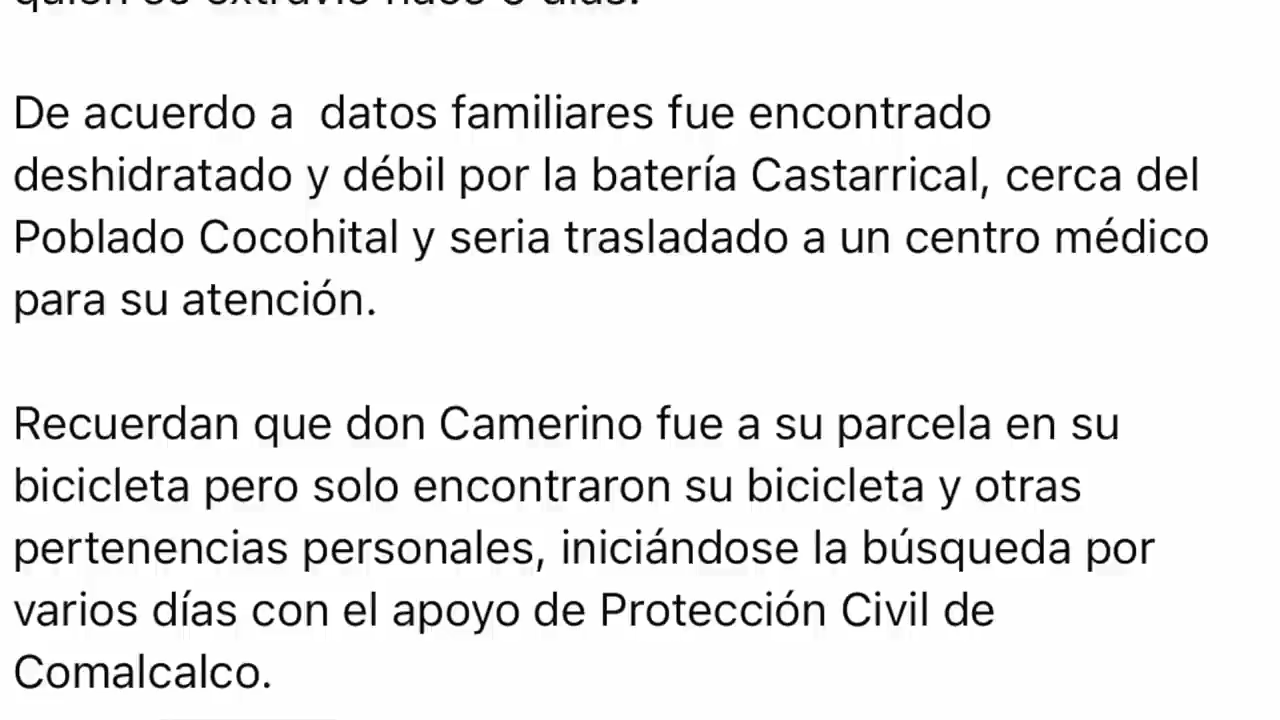 De acuerdo a  datos familiares fue encontrado
deshidratado y débil por la batería Castarrical, cerca del
Poblado Cocohital y seria trasladado a un centro médico
para su atención.
Recuerdan que don Camerino fue a su parcela en su
bicicleta pero solo encontraron su bicicleta y otras
pertenencias personales, iniciándose la búsqueda por
varios días con el apoyo de Protección Civil de
Comalcalco.